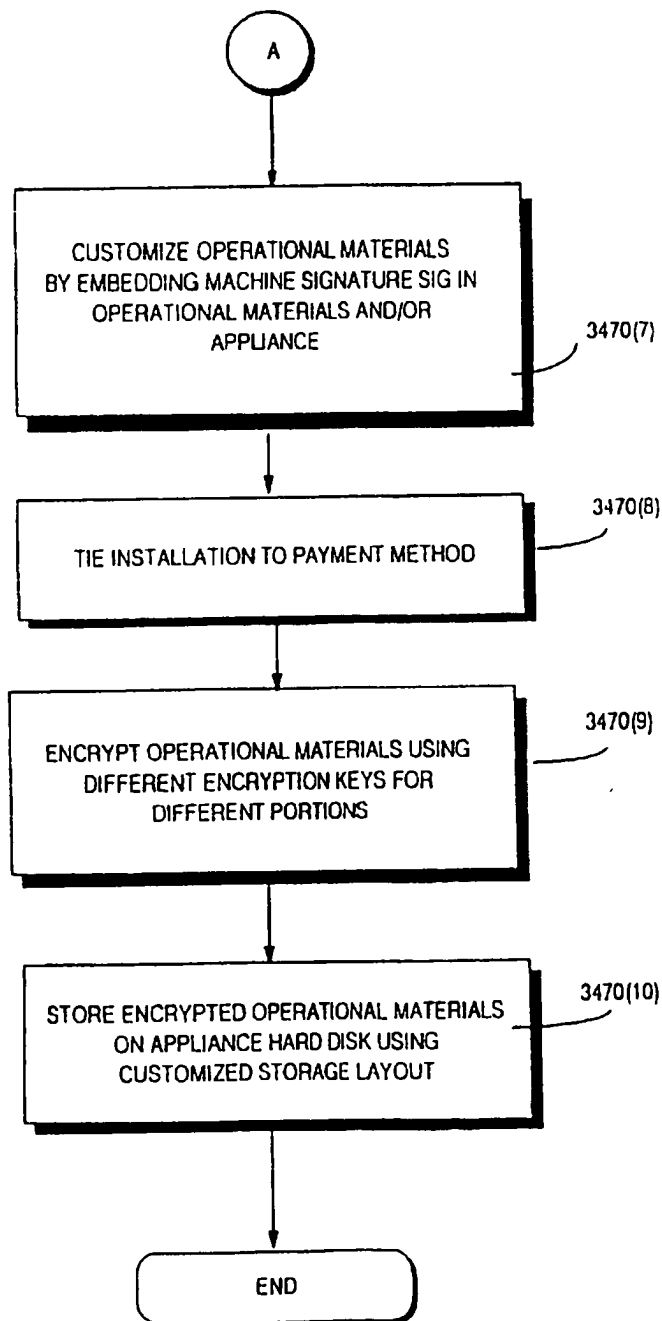 A
CUSTOMIZE OPERATIONAL MATERIALS
BY EMBEDDING MACHINE SIGNATURE SIG IN
OPERATIONAL MATERIALS AND/OR
APPLIANCE
3470(7)
TIE INSTALLATION TO PAYMENT METHOD
3470(8)
ENCRYPT OPERATIONAL MATERIALS USING
DIFFERENT ENCRYPTION KEYS FOR
DIFFERENT PORTIONS
3470(9)
STORE ENCRYPTED OPERATIONAL MATERIALS
ON APPLIANCE HARD DISK USING
CUSTOMIZED STORAGE LAYOUT
3470(10)
END